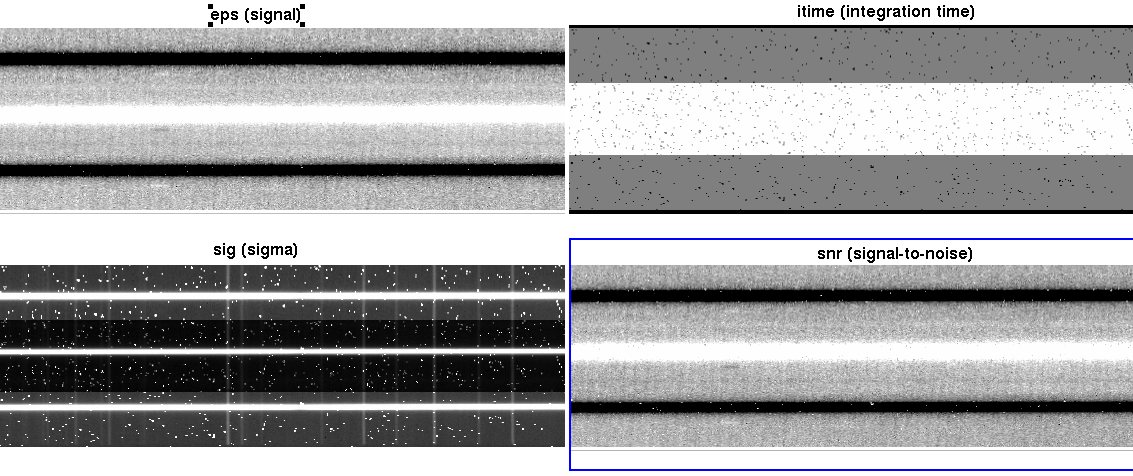 eps (signal)
itime (integration time)
sig (sigma)
snr (signal-to-noise)